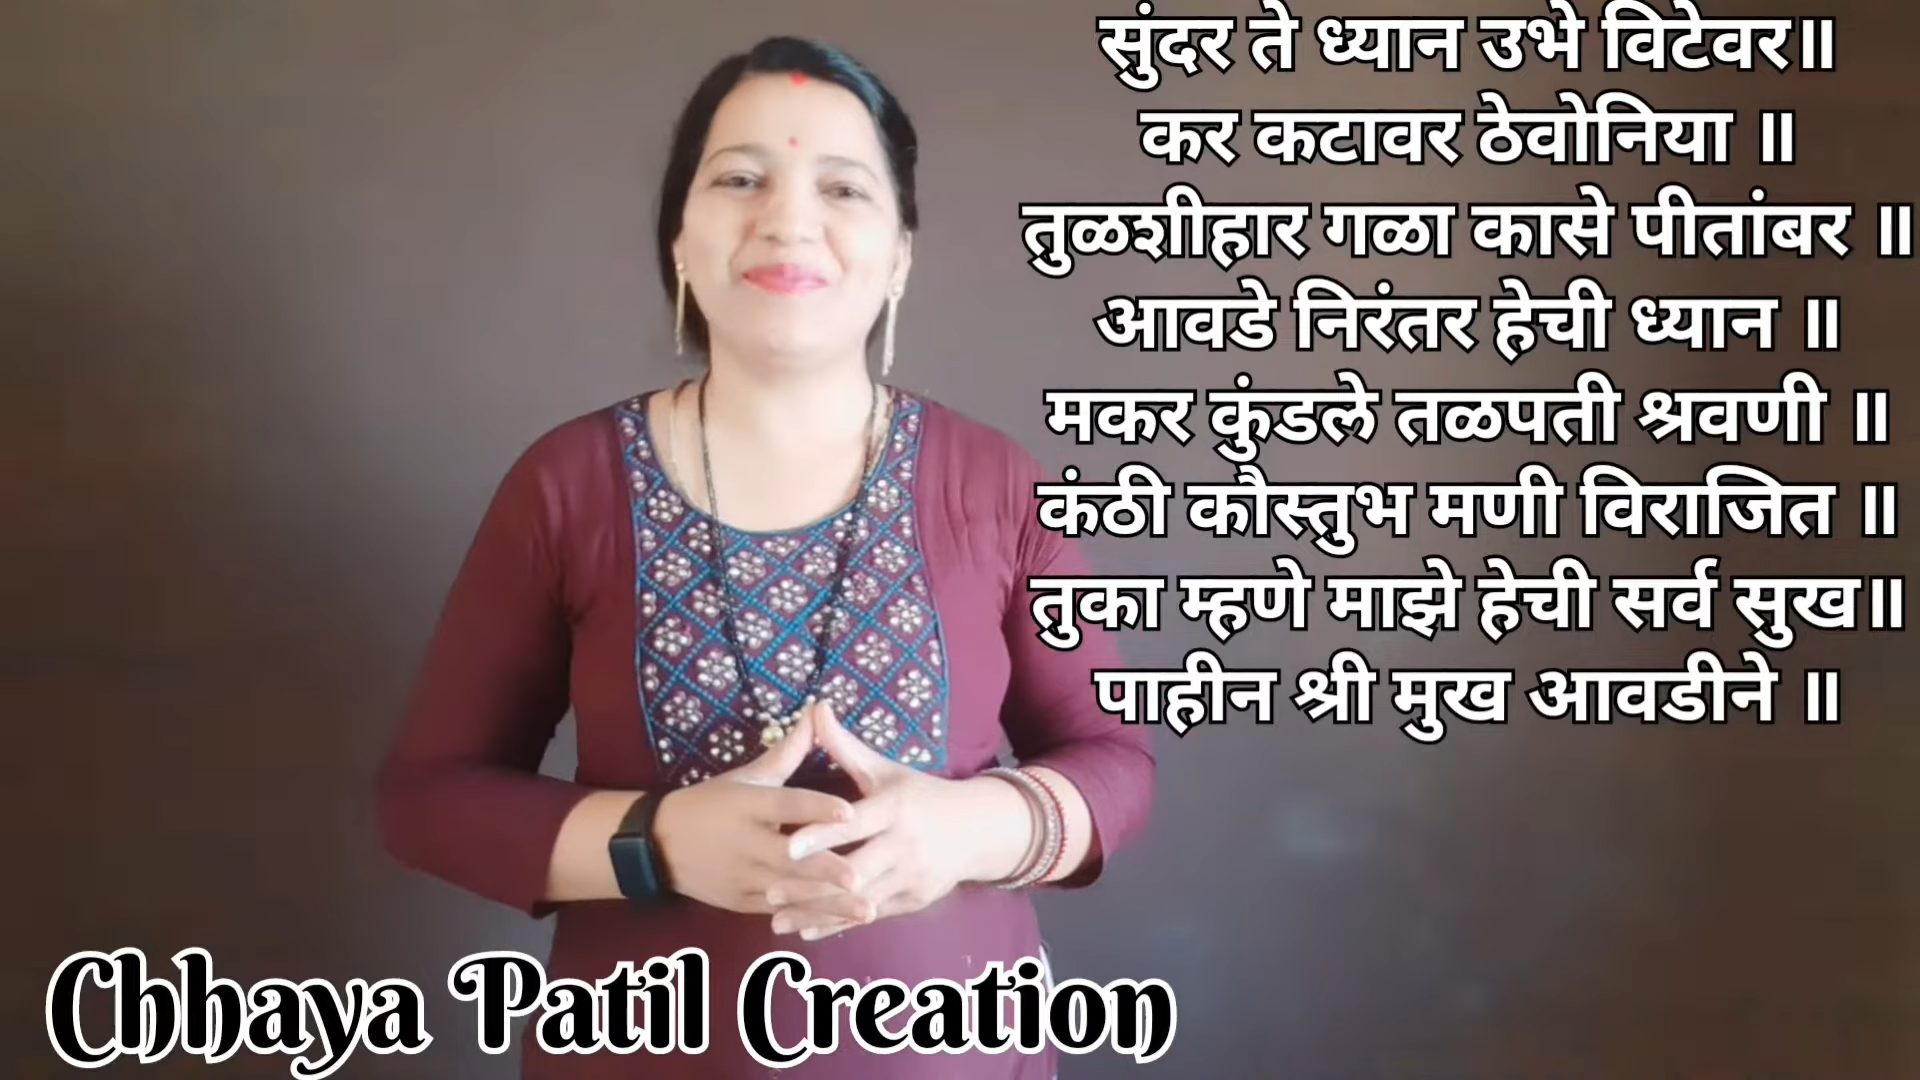 सुंदर ते ध्यान उभे विटेवर॥
कर कटावर ठेवोनिया ॥
तुळशीहार गळा कासे पीतांबर ॥
आवडे निरंतर हेची ध्यान ॥
मकर कुंडले तळपती श्रवणी ॥
कंठी कौस्तुभ मणी विराजित ॥
तुका म्हणे माझे हेची सर्व सुख॥
पाहीन श्री मुख आवडीने ॥
Chhaya Patil Creation